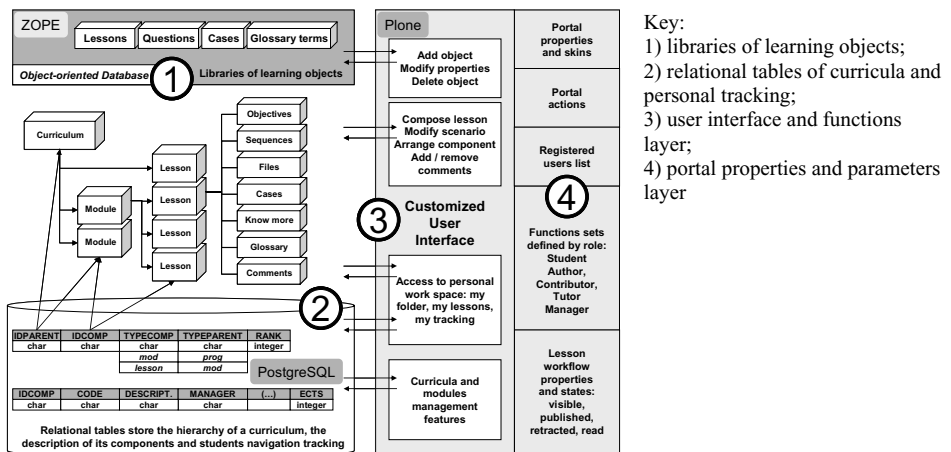 ZOPE
Lessons
Questions
Cases
Glossary terms
Object-oriented Database
1
Libraries of learning objects
Curriculum
Module
Module
Lesson
Lesson
Lesson
Lesson
Objectives
Sequences
Files
Cases
Know more
Glossary
Comments
2
IDPARENT IDCOMP TYPECOMP TYPEPARENT RANK
char char char char integer
mod prog
lesson mod
PostgreSQL
IDCOMP CODE DESCRIPT. MANAGER (...) ECTS
char char char char integer
Relational tables store the hierarchy of a curriculum, the
description of its components and students navigation tracking
Plone
Add object
Modify properties
Delete object
Compose lesson
Modify scenario
Arrange component
Add / remove
comments
3
Customized
User
Interface
Access to personal
work space: my
folder, my lessons,
my tracking
Curricula and
modules
management
features
Portal
properties
and skins
Portal
actions
Registered
users list
4
Functions sets
defined by role:
Student
Author,
Contributor,
Tutor
Manager
Lesson
workflow
properties
and states:
visible,
published,
retracted, read
Key:
1) libraries of learning objects;
2) relational tables of curricula and
personal tracking;
3) user interface and functions
layer;
4) portal properties and parameters
layer